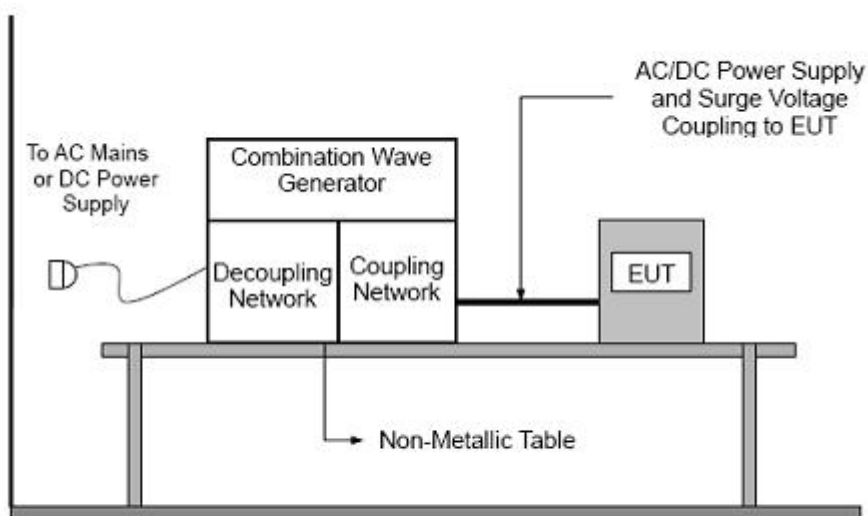 AC/DC Power Supply
and Surge Voltage
Coupling to EUT
To AC Mains
or DC Power
Supply
Combination Wave
Generator
Decoupling
Network
Coupling
Network
EUT
Non-Metallic Table